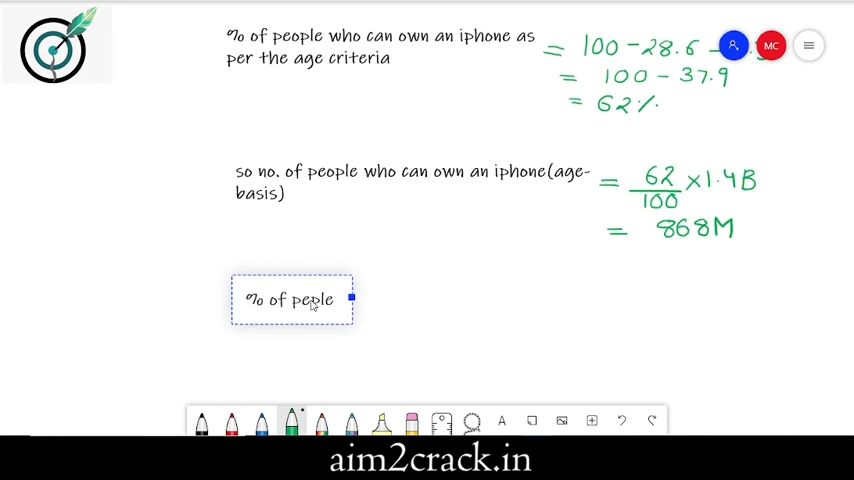 % of people who can own an iphone as
per the age criteria
= 100 - 28.6 -
= 100 - 37.9
= 62%
MC
so no. of people who can own an iphone(age-
basis)
= 62/100 × 1.4B
= 868M
% of peple
A
aim2crack.in